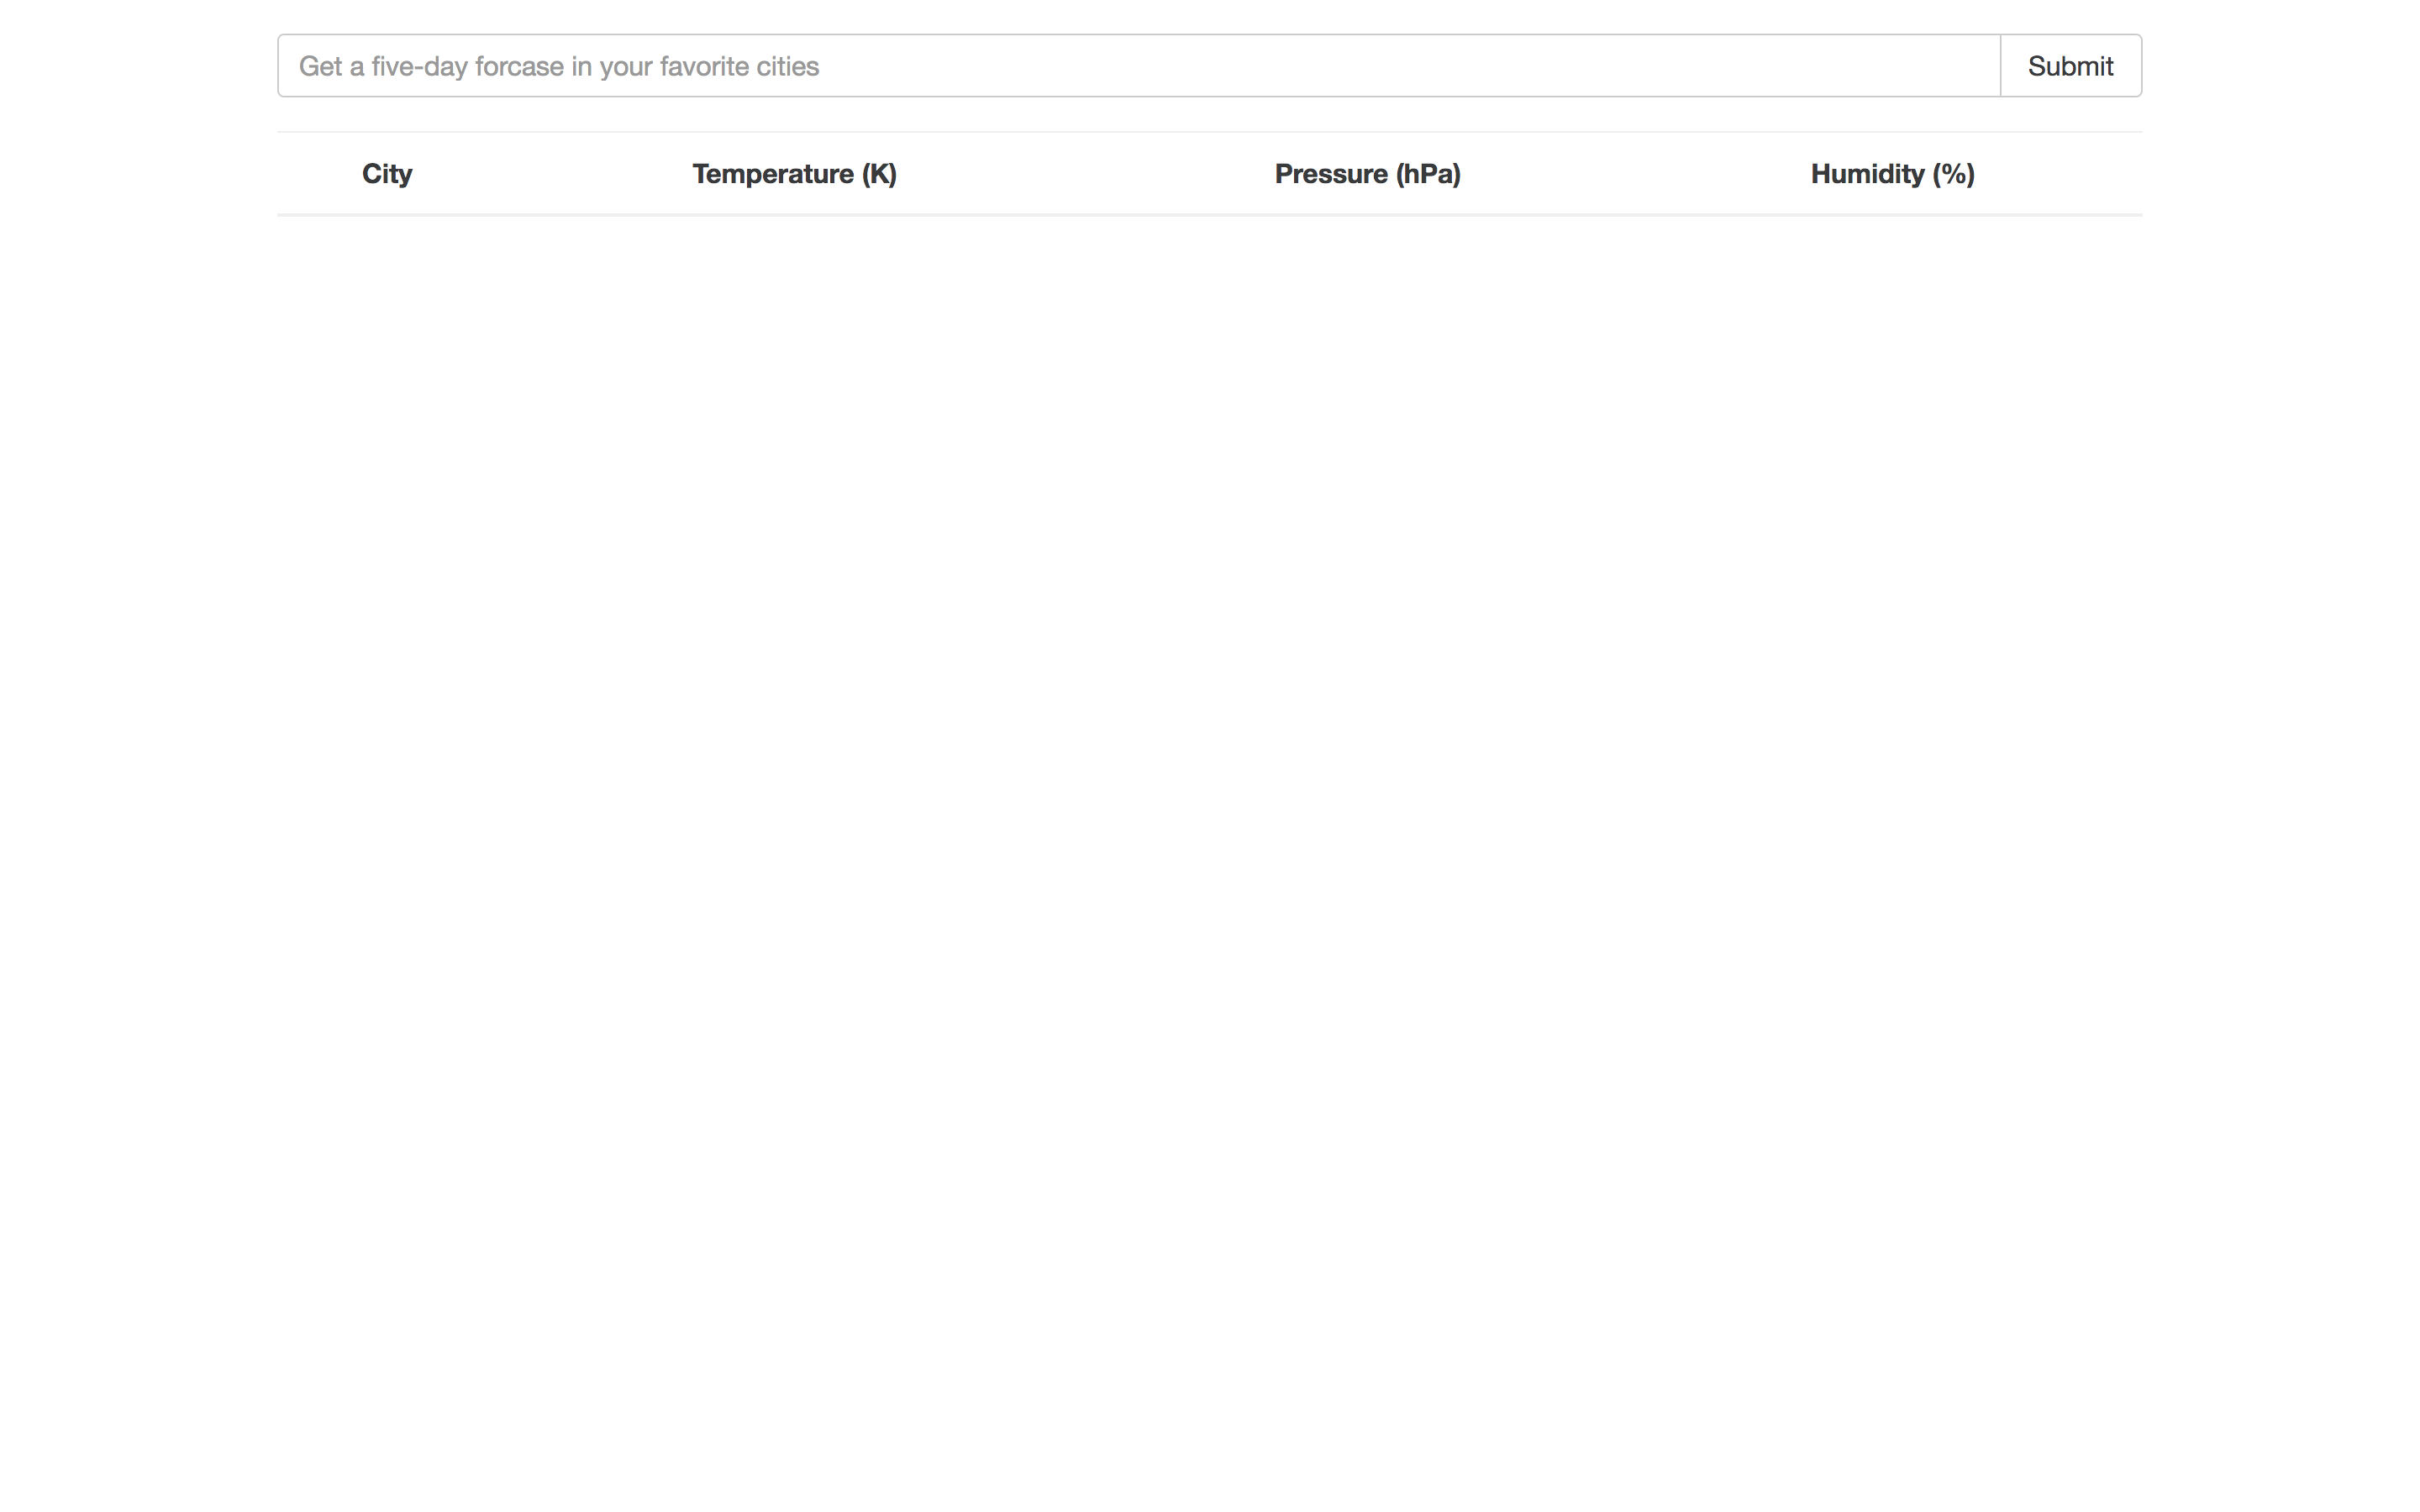 Get a five-day forcase in your favorite cities Submit
City Temperature (K) Pressure (hPa) Humidity (%)